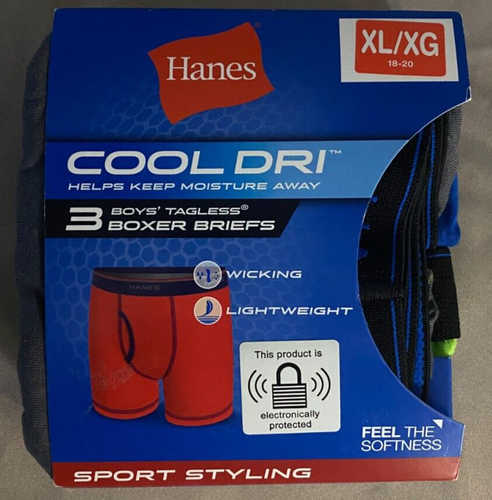 Hanes
XL/XG
18-20
COOL DRI™
HELPS KEEP MOISTURE AWAY
3 BOYS' TAGLESS®
BOXER BRIEFS
HANES
WICKING
LIGHTWEIGHT
This product is
electronically
protected
FEEL THE
SOFTNESS
SPORT STYLING